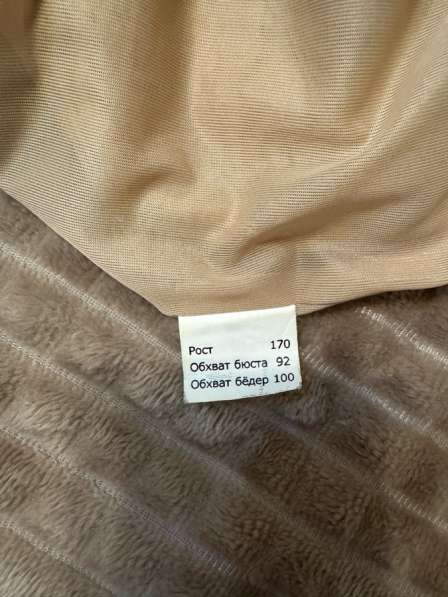 Рост 170
Обхват бюста 92
Обхват бёдер 100